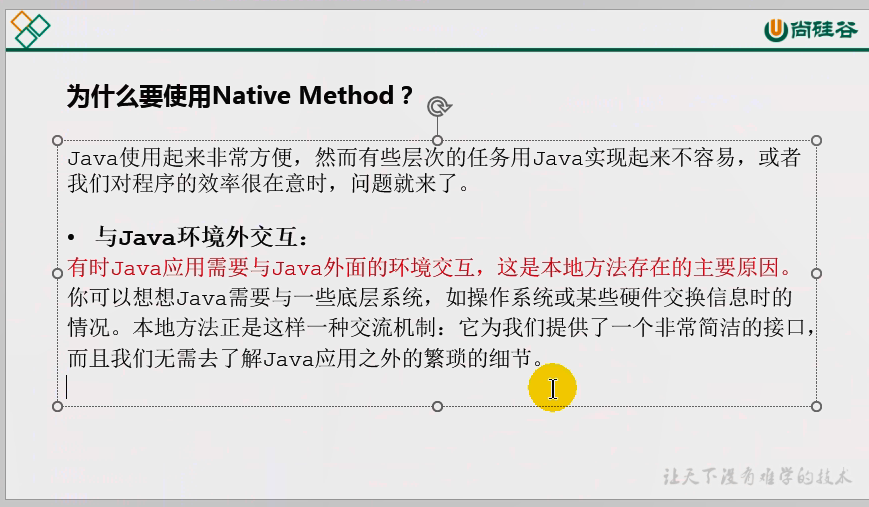 尚硅谷
为什么要使用Native Method？
Java使用起来非常方便，然而有些层次的任务用Java实现起来不容易，或者
我们对程序的效率很在意时，问题就来了。
• 与Java环境外交互：
有时Java应用需要与Java外面的环境交互，这是本地方法存在的主要原因。
你可以想想Java需要与一些底层系统，如操作系统或某些硬件交换信息时的
情况。本地方法正是这样一种交流机制：它为我们提供了一个非常简洁的接口，
而且我们无需去了解Java应用之外的繁琐的细节。
让天下没有难学的技术